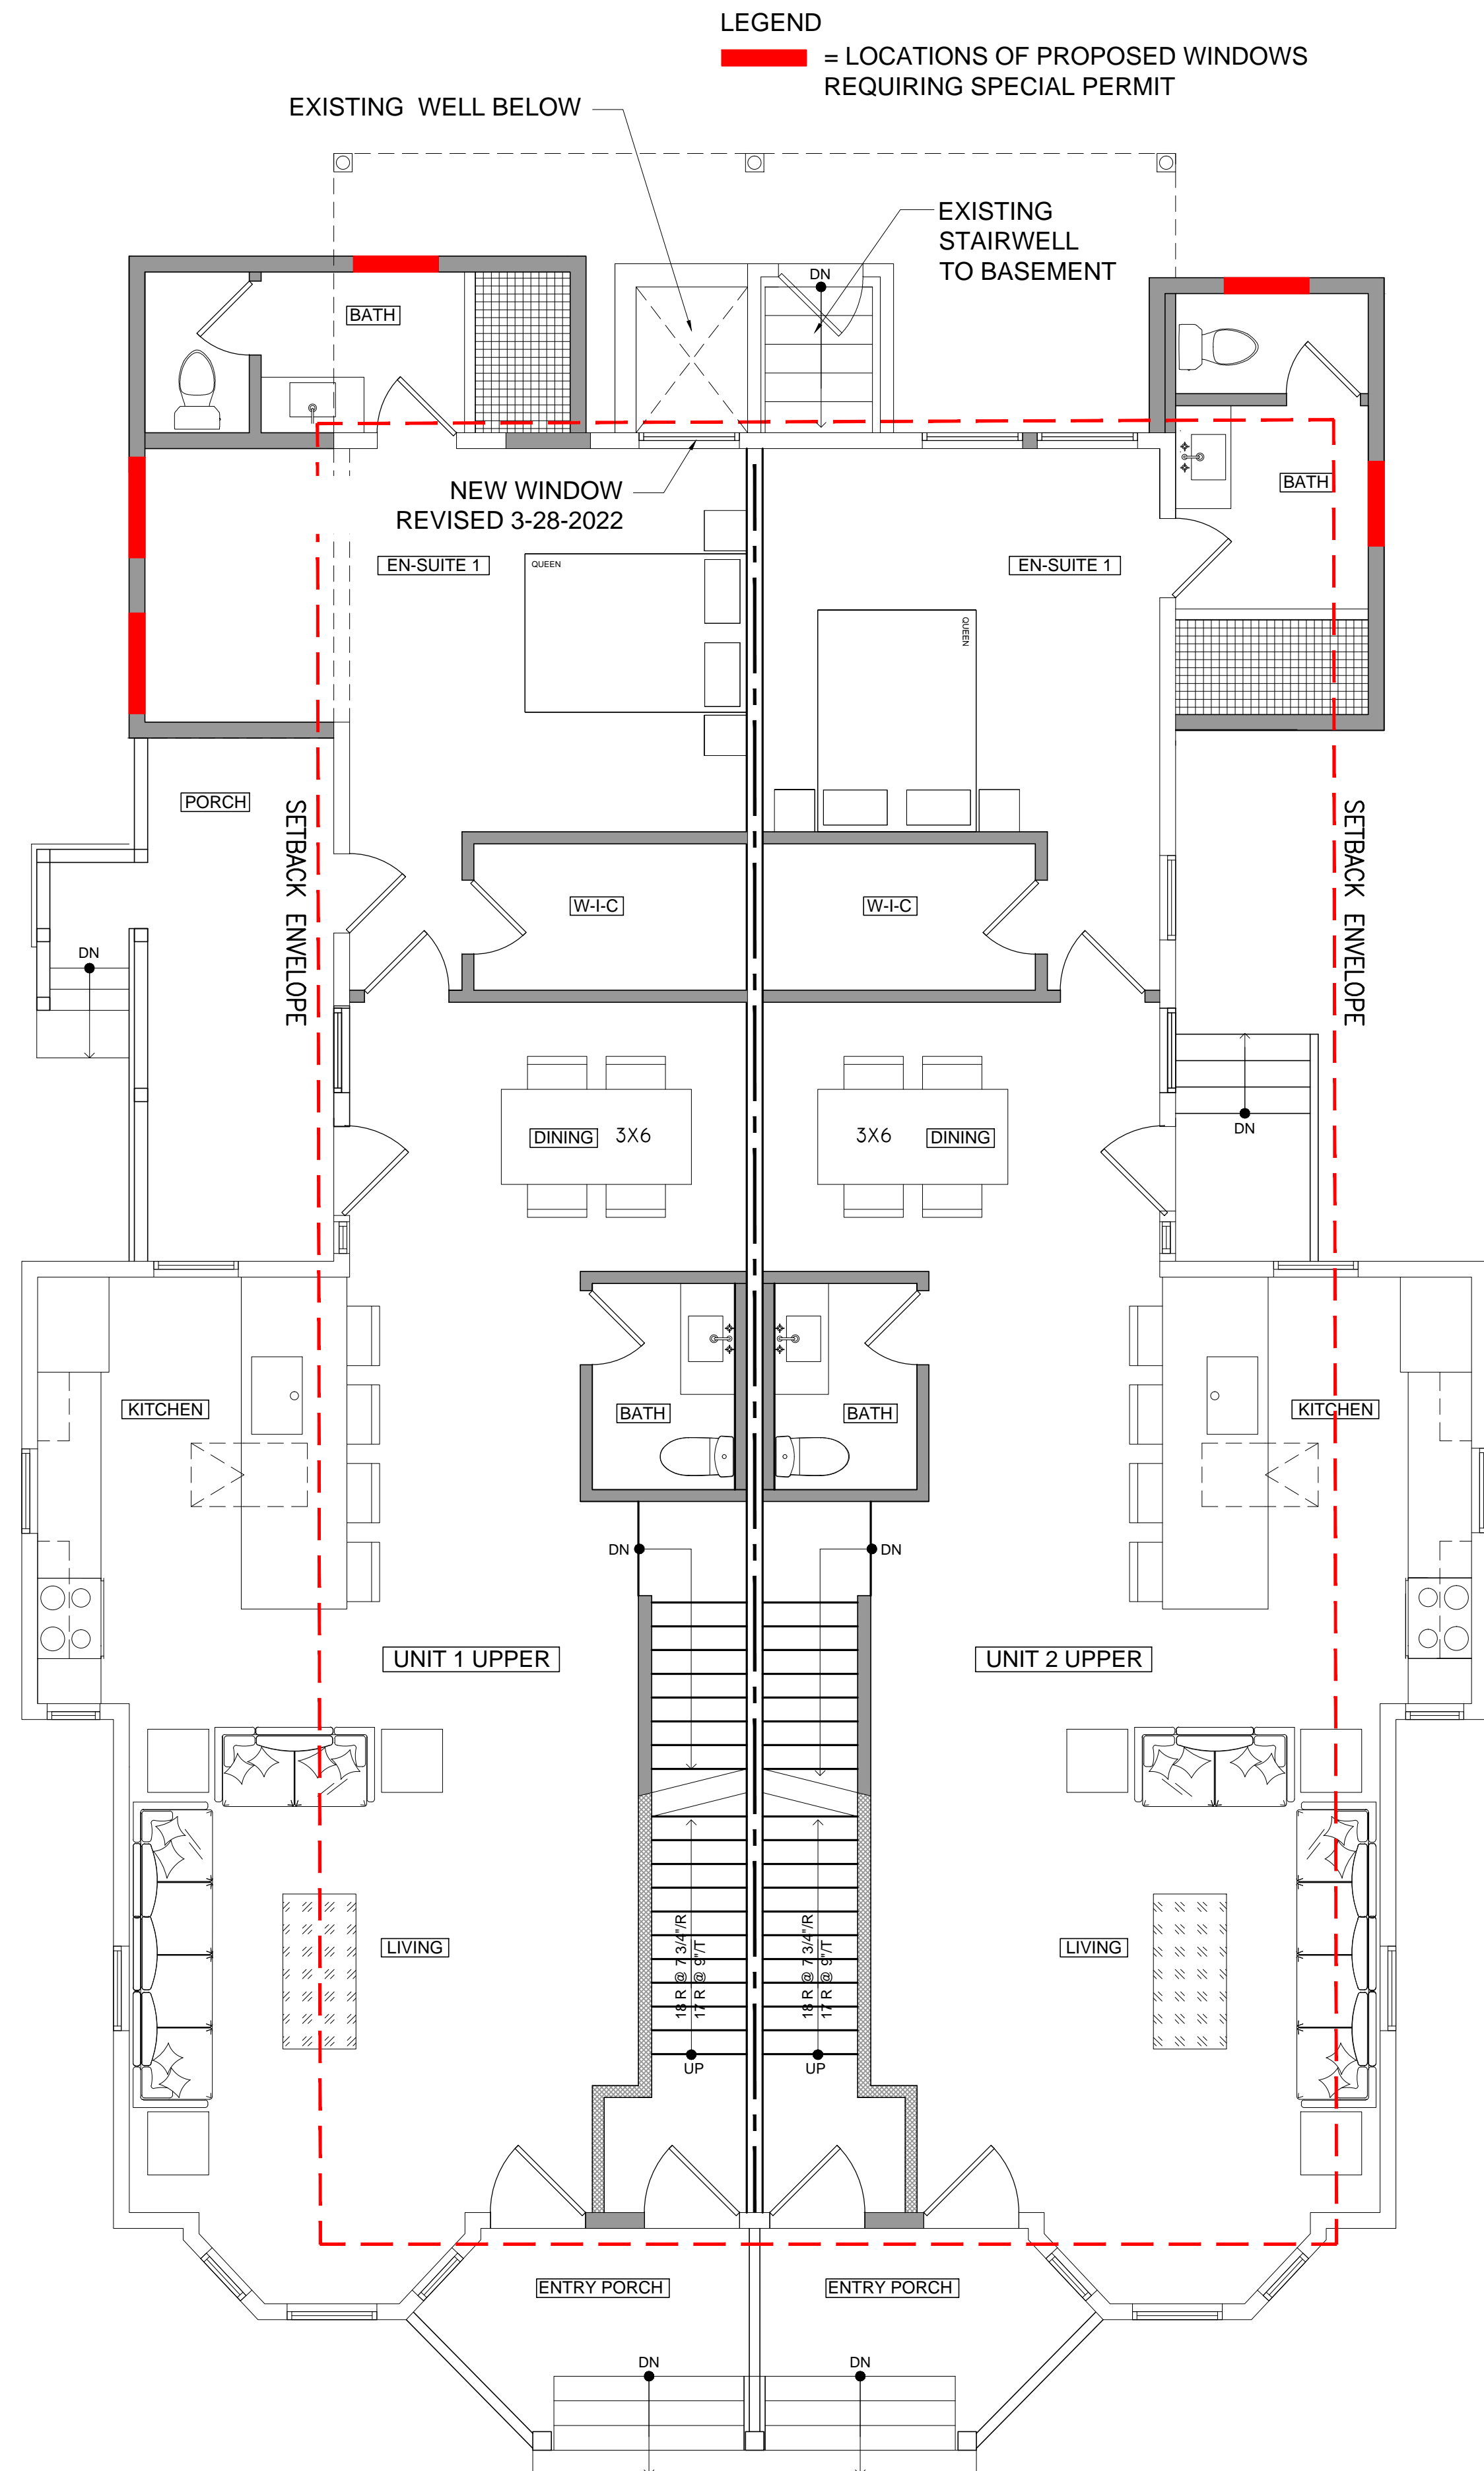 LEGEND
= LOCATIONS OF PROPOSED WINDOWS
REQUIRING SPECIAL PERMIT
EXISTING WELL BELOW
EXISTING
STAIRWELL
TO BASEMENT
DN
BATH
BATH
NEW WINDOW
REVISED 3-28-2022
EN-SUITE 1
QUEEN
EN-SUITE 1
QUEEN
PORCH
SETBACK ENVELOPE
SETBACK ENVELOPE
W-I-C
W-I-C
DN
DN
DINING 3X6
3X6 DINING
KITCHEN
BATH
BATH
KITCHEN
DN
DN
UNIT 1 UPPER
UNIT 2 UPPER
LIVING
18 R @ 7 3/4"/R
17 R @ 9"/T
18 R @ 7 3/4"/R
17 R @ 9"/T
LIVING
UP
UP
ENTRY PORCH
ENTRY PORCH
DN
DN